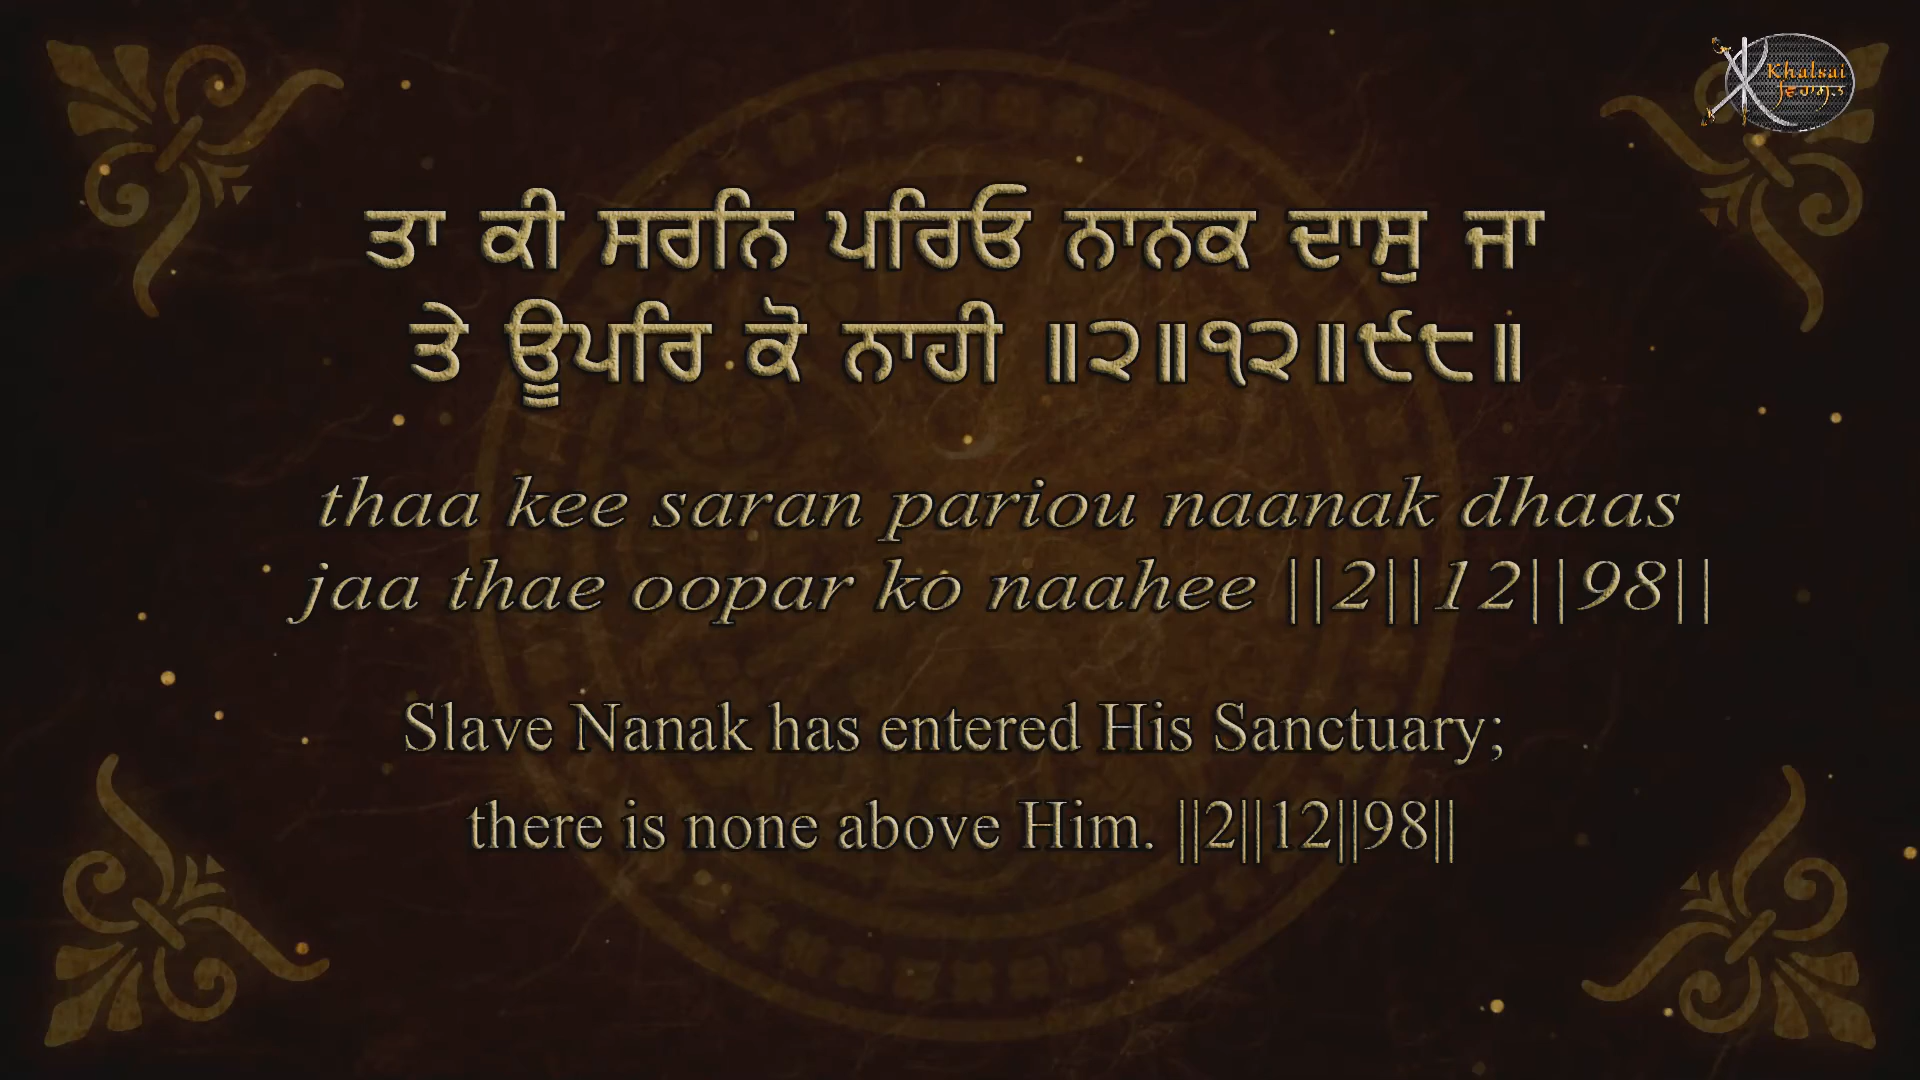 Khalsai
ਵਿਰਾਸਤ
ਤਾ ਕੀ ਸਰਨਿ ਪਰਿਓ ਨਾਨਕ ਦਾਸੁ ਜਾ
ਤੇ ਊਪਰਿ ਕੋ ਨਾਹੀ ॥੨॥੧੨॥੯੮॥
thaa kee saran pariou naanak dhaas
jaa thae oopar ko naahee ||2||12||98||
Slave Nanak has entered His Sanctuary;
there is none above Him. ||2||12||98||